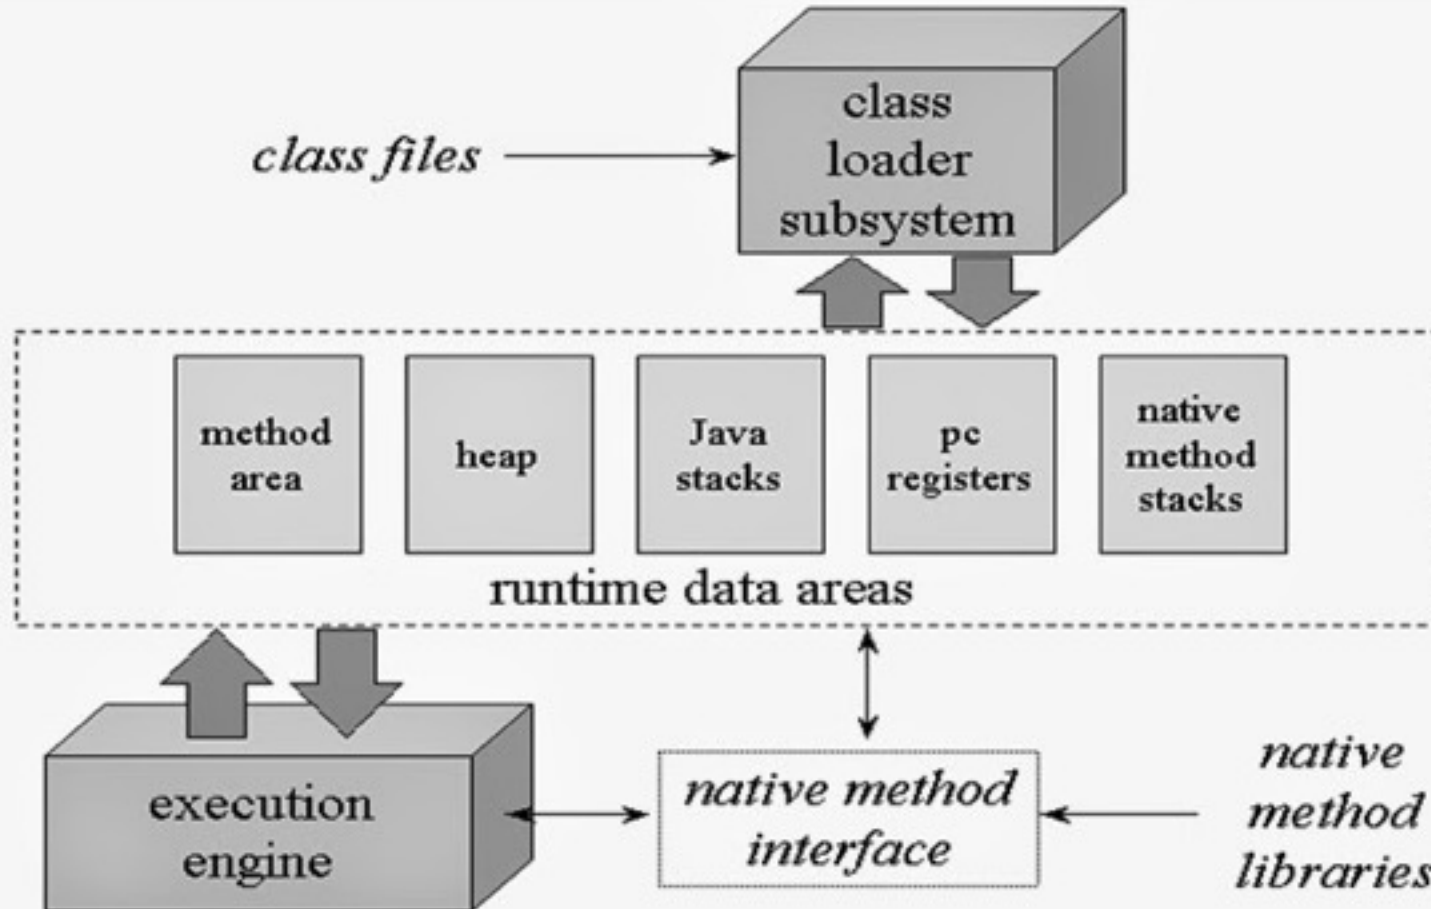 class
loader
subsystem
class files
method
area
heap
Java
stacks
pc
registers
native
method
stacks
runtime data areas
execution
engine
native method
interface
native
method
libraries